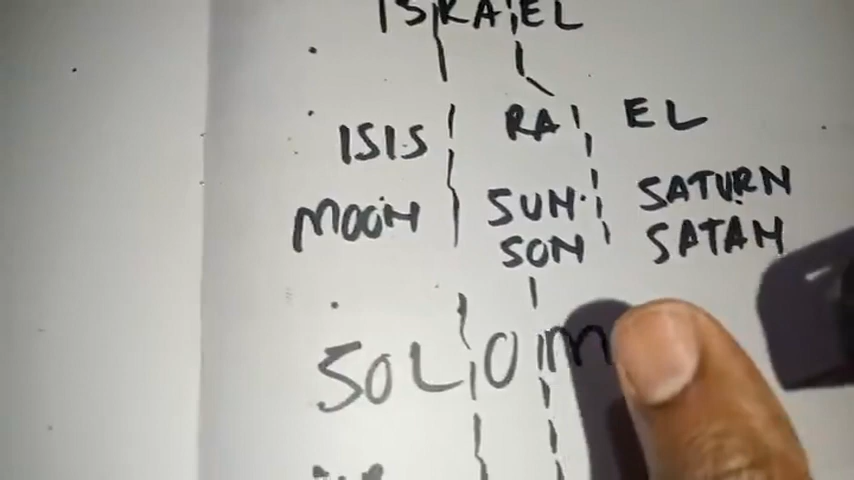 ISRAEL
ISIS RA EL
MOON SUN SATURN
SON SATAN
SOLOM